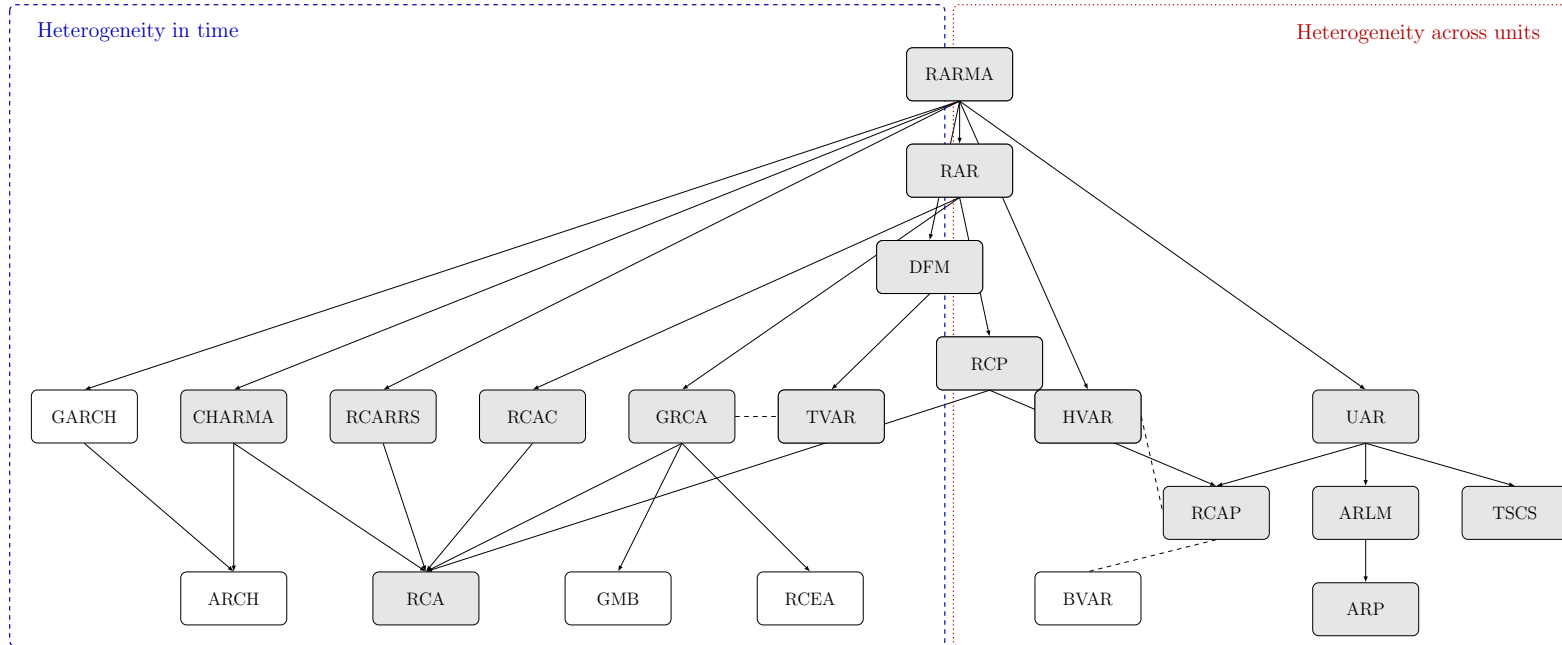 Heterogeneity in time
Heterogeneity across units
RARMA
RAR
DFM
RCP
GARCH
CHARMA
RCARRS
RCAC
GRCA
TVAR
HVAR
UAR
RCAP
ARLM
TSCS
ARCH
RCA
GMB
RCEA
BVAR
ARP